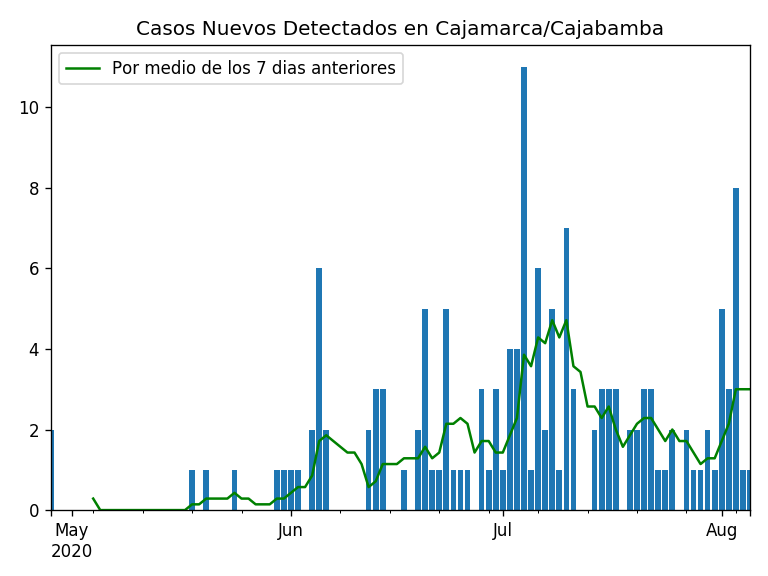 Casos Nuevos Detectados en Cajamarca/Cajabamba
Por medio de los 7 dias anteriores
10
8
6
4
2
0
May
2020
Jun
Jul
Aug